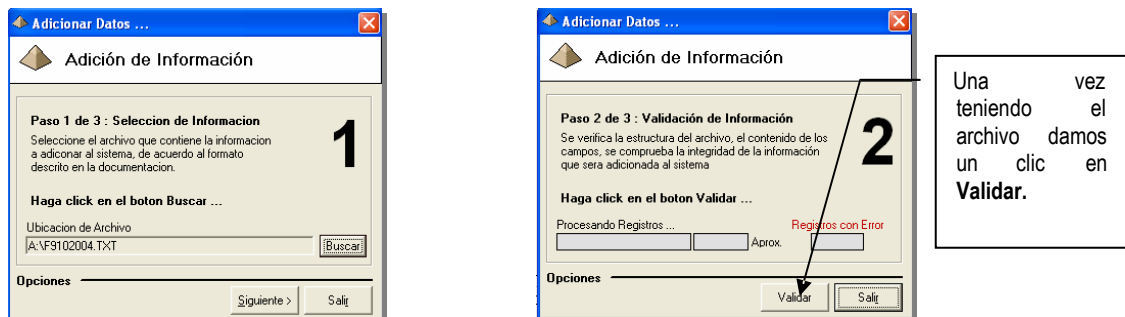 Adicionar Datos ...
Adición de Información
Paso 1 de 3 : Seleccion de Informacion
Seleccione el archivo que contiene la informacion
a adiconar al sistema, de acuerdo al formato
descrito en la documentacion.
1
Haga click en el boton Buscar ...
Ubicacion de Archivo
A:\F9102004.TXT
Buscar
Opciones
Siguiente >
Salir
Adicionar Datos ...
Adición de Información
Paso 2 de 3 : Validación de Información
Se verifica la estructura del archivo, el contenido de los
campos, se comprueba la integridad de la información
que sera adicionada al sistema
2
Haga click en el boton Validar ...
Procesando Registros ...
Registros con Error
Aprox.
Opciones
Validar
Salir
Una vez
teniendo el
archivo damos
un clic en
Validar.